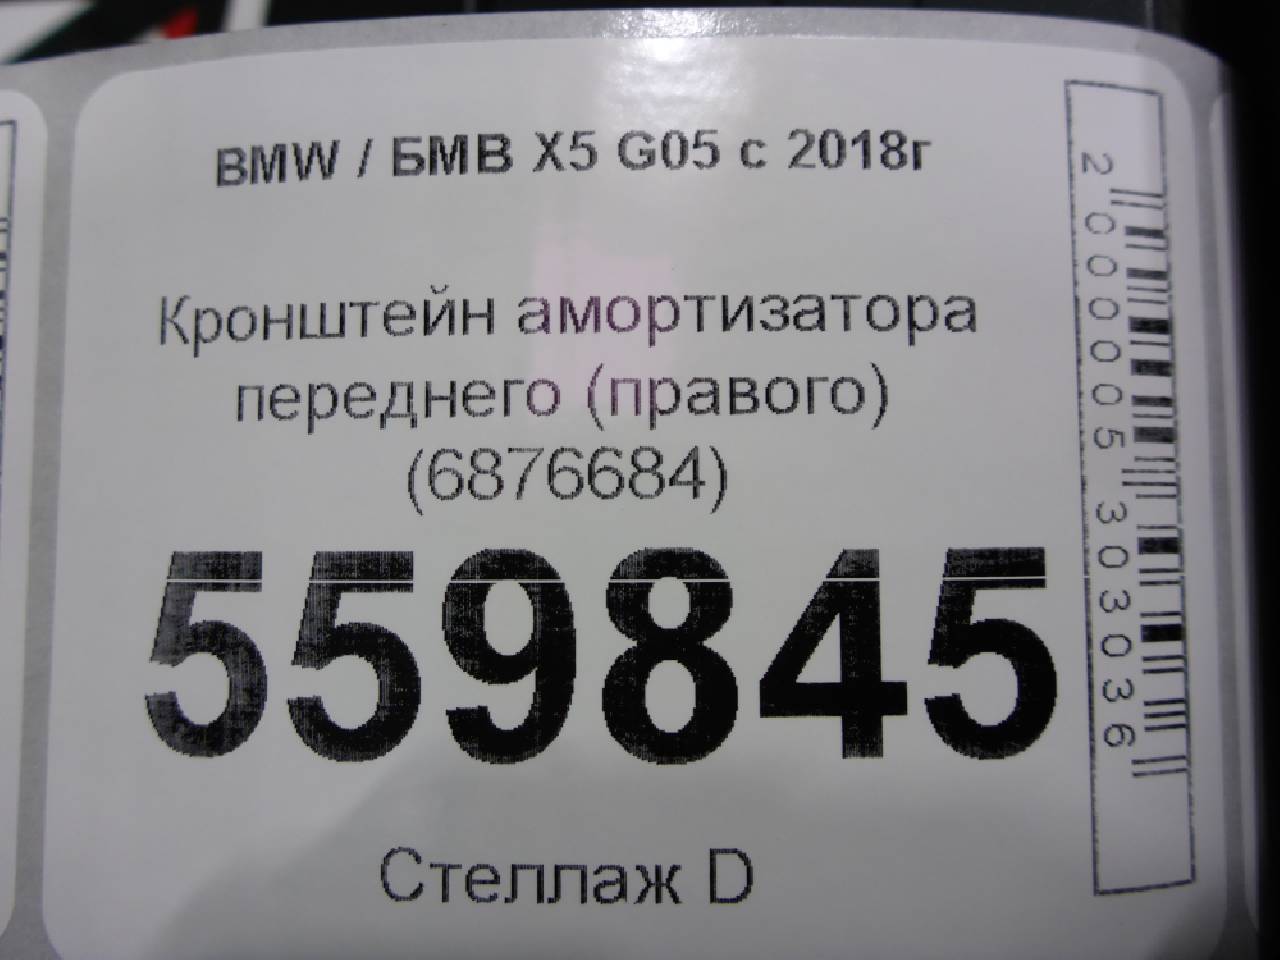 BMW / БМВ X5 G05 с 2018г
Кронштейн амортизатора
переднего (правого)
(6876684)
559845
Стеллаж D
2000005303036